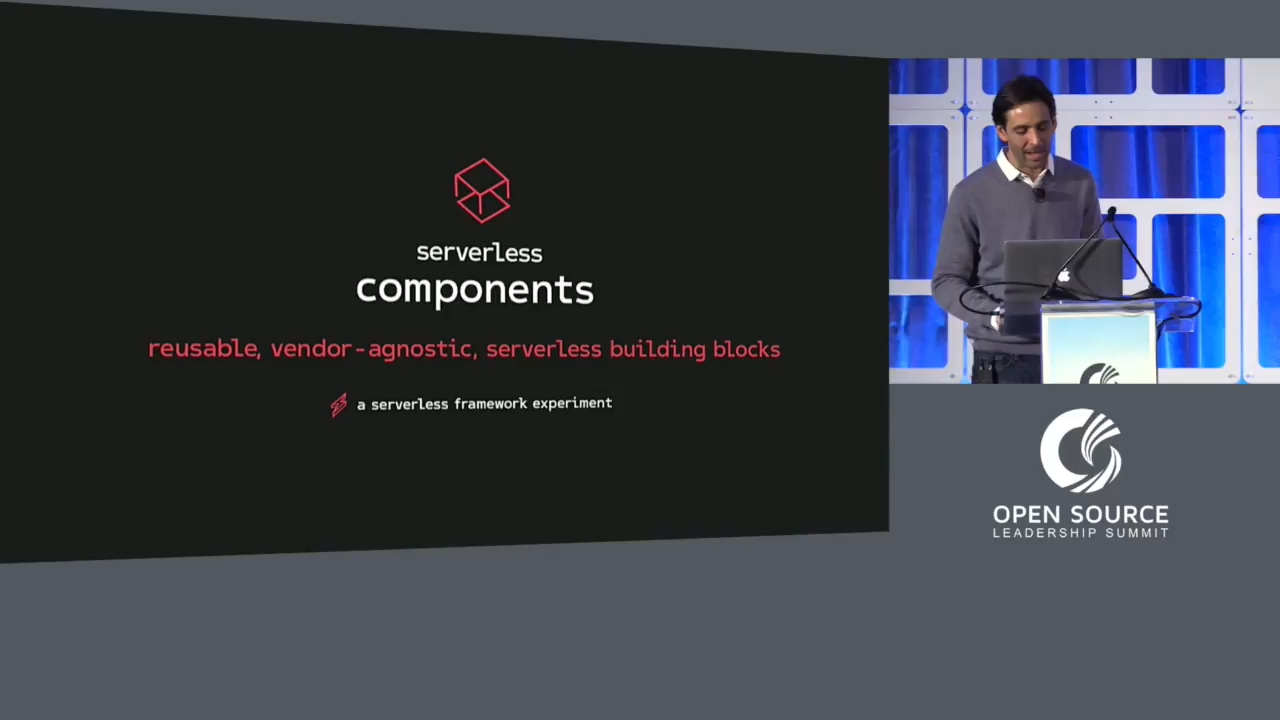 serverless
components
reusable, vendor-agnostic, serverless building blocks
a serverless framework experiment
OPEN SOURCE
LEADERSHIP SUMMIT